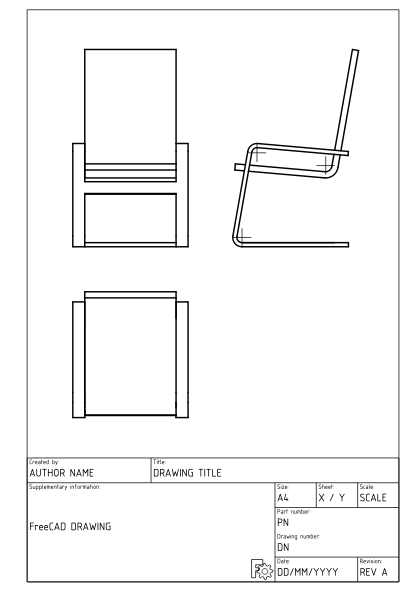 Created by:
AUTHOR NAME
Title:
DRAWING TITLE
Supplementary information:
FreeCAD DRAWING
Size:
A4
Sheet:
X / Y
Scale:
SCALE
Part number:
PN
Drawing number:
DN
Date:
DD/MM/YYYY
Revision:
REV A